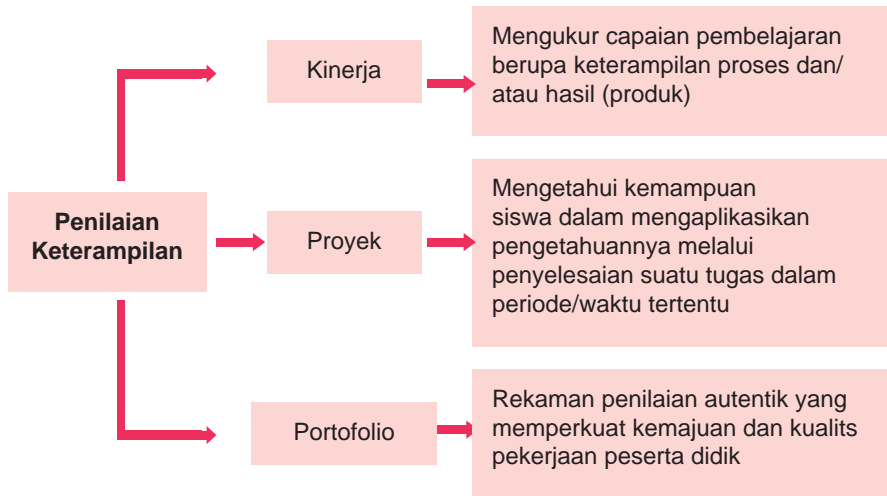 Penilaian
Keterampilan
Kinerja
Mengukur capaian pembelajaran
berupa keterampilan proses dan/
atau hasil (produk)
Proyek
Mengetahui kemampuan
siswa dalam mengaplikasikan
pengetahuannya melalui
penyelesaian suatu tugas dalam
periode/waktu tertentu
Portofolio
Rekaman penilaian autentik yang
memperkuat kemajuan dan kualits
pekerjaan peserta didik